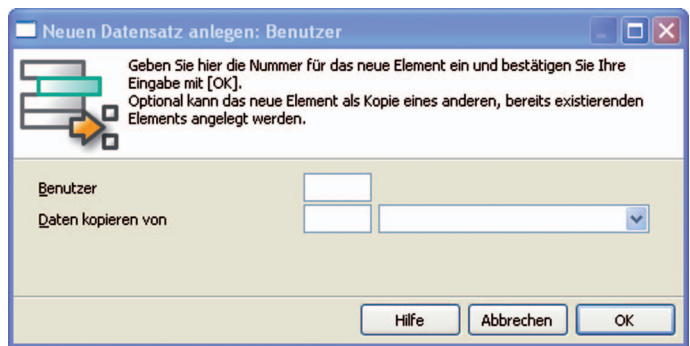 Neuen Datensatz anlegen: Benutzer
Geben Sie hier die Nummer für das neue Element ein und bestätigen Sie Ihre
Eingabe mit [OK].
Optional kann das neue Element als Kopie eines anderen, bereits existierenden
Elements angelegt werden.
Benutzer
Daten kopieren von
Hilfe Abbrechen OK